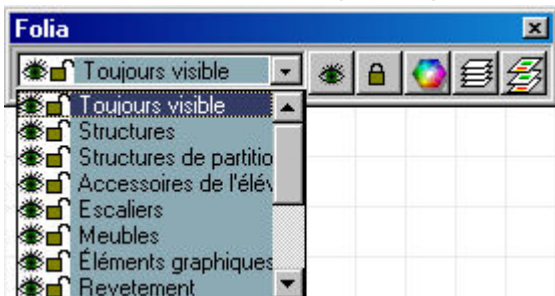 Folia
Toujours visible
Toujours visible
Structures
Structures de partitio
Accessoires de l'élév
Escaliers
Meubles
Éléments graphiques
Revetement